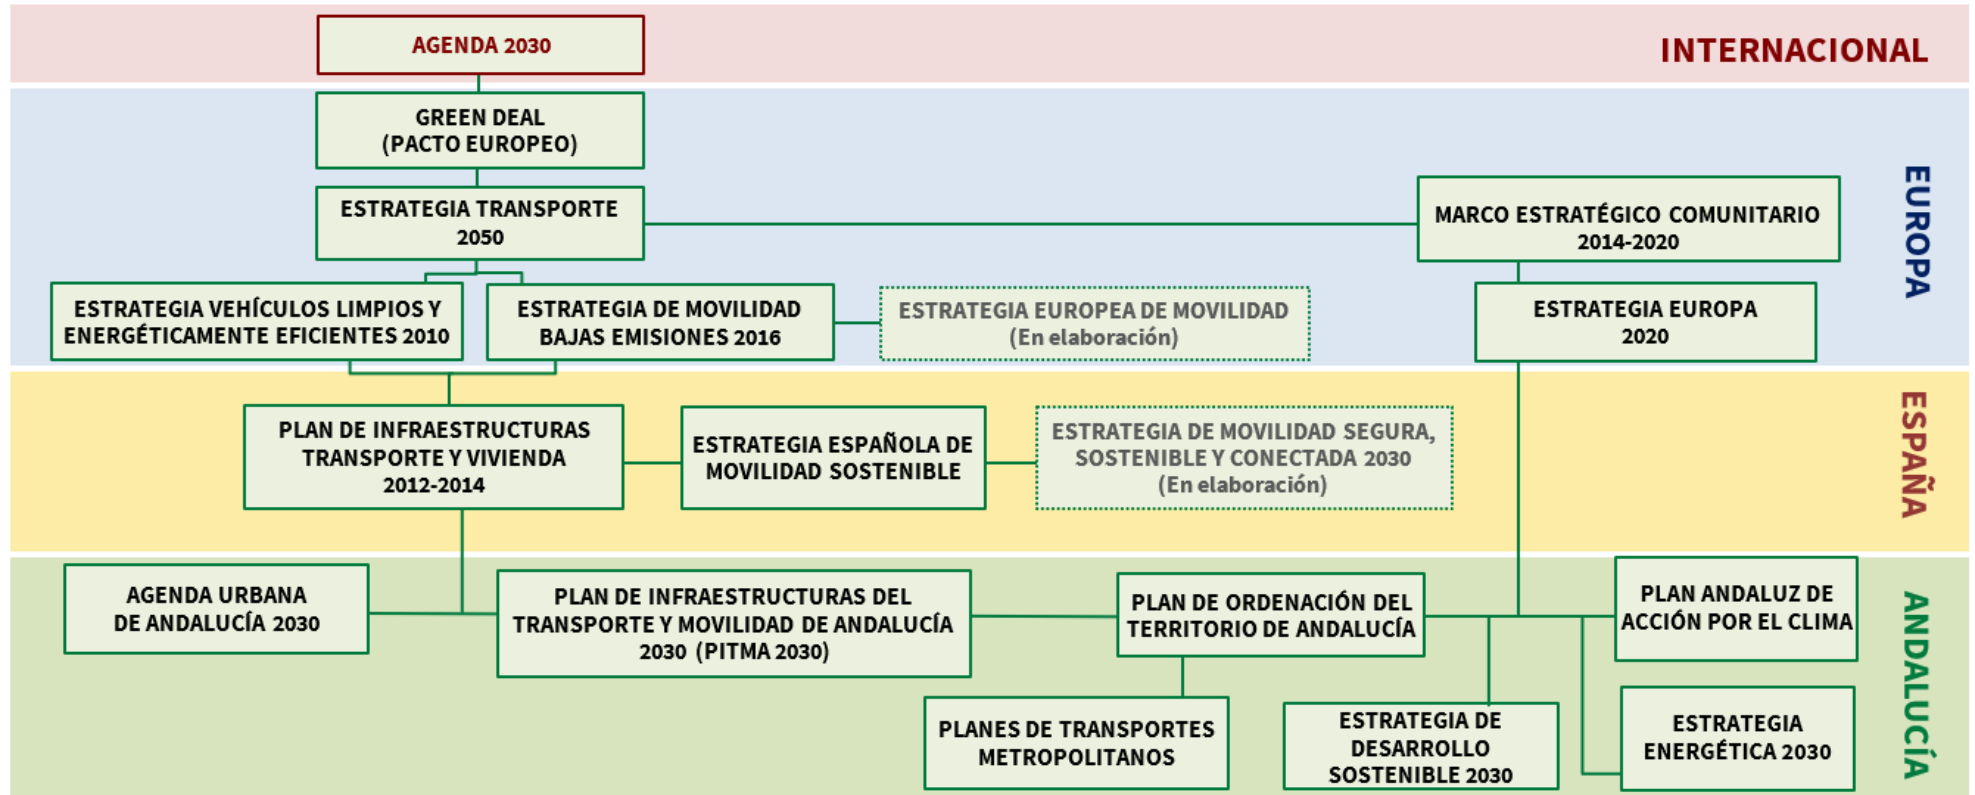 AGENDA 2030
INTERNACIONAL
GREEN DEAL
(PACTO EUROPEO)
ESTRATEGIA TRANSPORTE
2050
MARCO ESTRATÉGICO COMUNITARIO
2014-2020
EUROPA
ESTRATEGIA VEHÍCULOS LIMPIOS Y
ENERGÉTICAMENTE EFICIENTES 2010
ESTRATEGIA DE MOVILIDAD
BAJAS EMISIONES 2016
ESTRATEGIA EUROPEA DE MOVILIDAD
(En elaboración)
ESTRATEGIA EUROPA
2020
PLAN DE INFRAESTRUCTURAS
TRANSPORTE Y VIVIENDA
2012-2014
ESTRATEGIA ESPAÑOLA DE
MOVILIDAD SOSTENIBLE
ESTRATEGIA DE MOVILIDAD SEGURA,
SOSTENIBLE Y CONECTADA 2030
(En elaboración)
ESPAÑA
AGENDA URBANA
DE ANDALUCÍA 2030
PLAN DE INFRAESTRUCTURAS DEL
TRANSPORTE Y MOVILIDAD DE ANDALUCÍA
2030 (PITMA 2030)
PLAN DE ORDENACIÓN DEL
TERRITORIO DE ANDALUCÍA
PLAN ANDALUZ DE
ACCIÓN POR EL CLIMA
ANDALUCÍA
PLANES DE TRANSPORTES
METROPOLITANOS
ESTRATEGIA DE
DESARROLLO
SOSTENIBLE 2030
ESTRATEGIA
ENERGÉTICA 2030